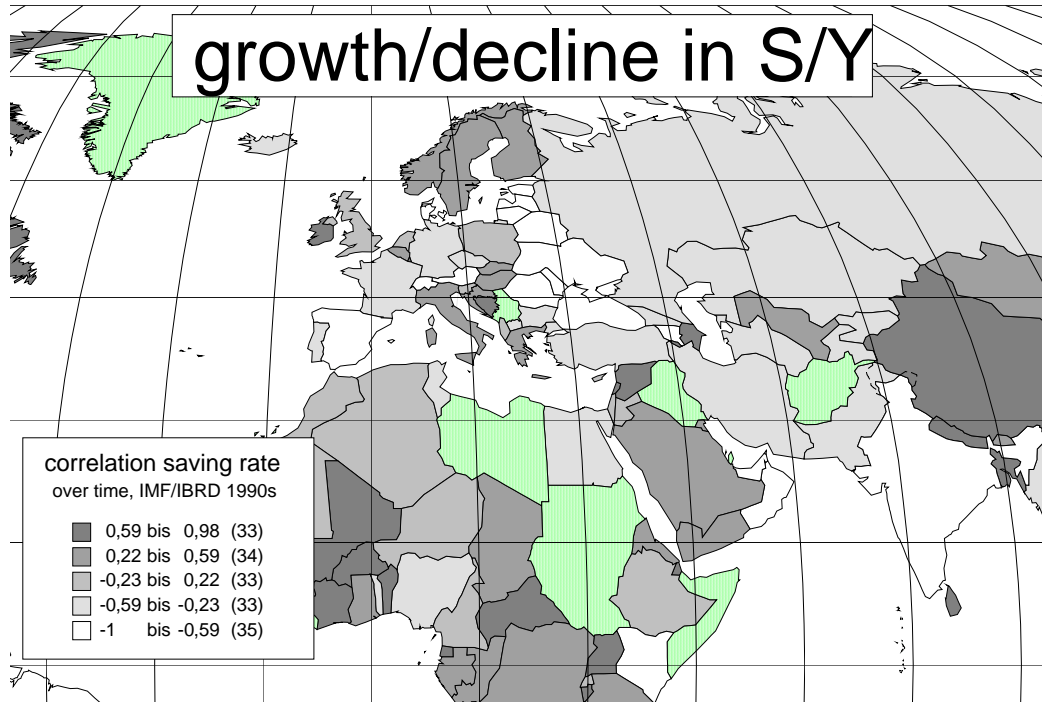 growth/decline in S/Y
correlation saving rate
over time, IMF/IBRD 1990s
0,59 bis 0,98 (33)
0,22 bis 0,59 (34)
-0,23 bis 0,22 (33)
-0,59 bis -0,23 (33)
-1 bis -0,59 (35)